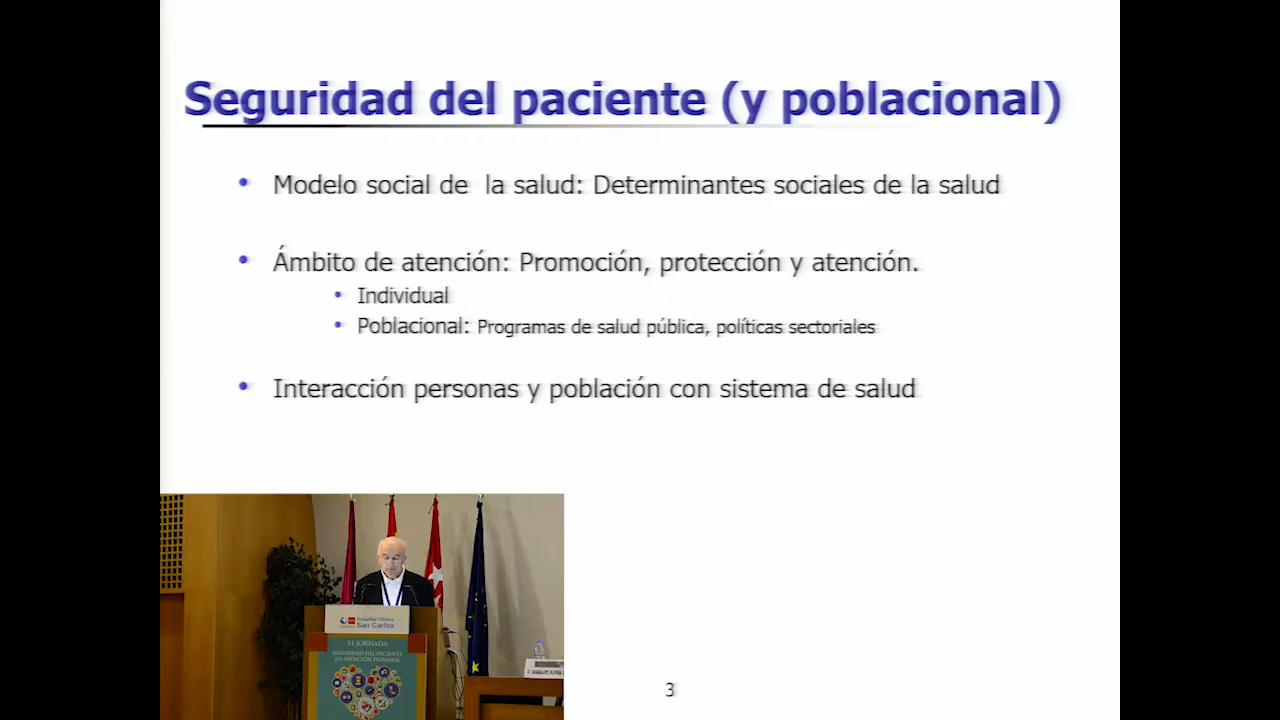 Seguridad del paciente (y poblacional)
• Modelo social de la salud: Determinantes sociales de la salud
• Ámbito de atención: Promoción, protección y atención.
• Individual
• Poblacional: Programas de salud pública, políticas sectoriales
• Interacción personas y población con sistema de salud
Hospital Clínico
San Carlos
XI JORNADA
SEGURIDAD DEL PACIENTE
EN ATENCIÓN PRIMARIA
3